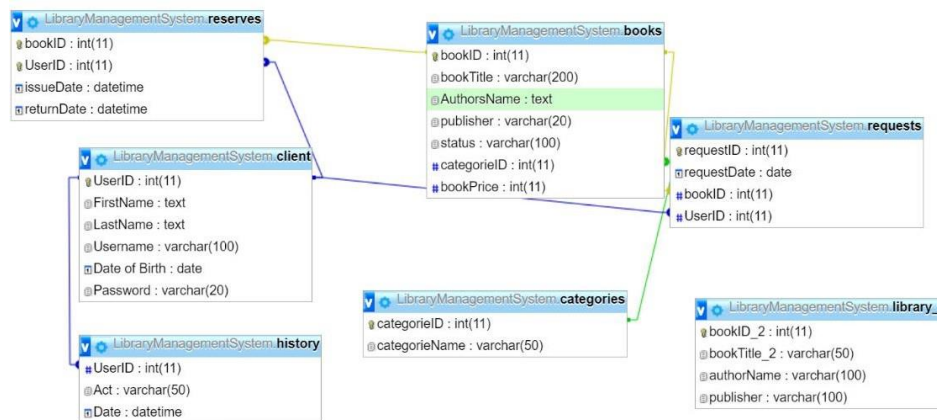 LibraryManagementSystem.reserves
bookID : int(11)
UserID : int(11)
issueDate : datetime
returnDate : datetime
LibraryManagementSystem.books
bookID : int(11)
bookTitle : varchar(200)
AuthorsName : text
publisher : varchar(20)
status : varchar(100)
categorieID : int(11)
bookPrice : int(11)
LibraryManagementSystem.requests
requestID : int(11)
requestDate : date
bookID : int(11)
UserID : int(11)
LibraryManagementSystem.client
UserID : int(11)
FirstName : text
LastName : text
Username : varchar(100)
Date of Birth : date
Password : varchar(20)
LibraryManagementSystem.categories
categorieID : int(11)
categorieName : varchar(50)
LibraryManagementSystem.library_
bookID_2 : int(11)
bookTitle_2 : varchar(50)
authorName : varchar(100)
publisher : varchar(100)
LibraryManagementSystem.history
UserID : int(11)
Act : varchar(50)
Date : datetime